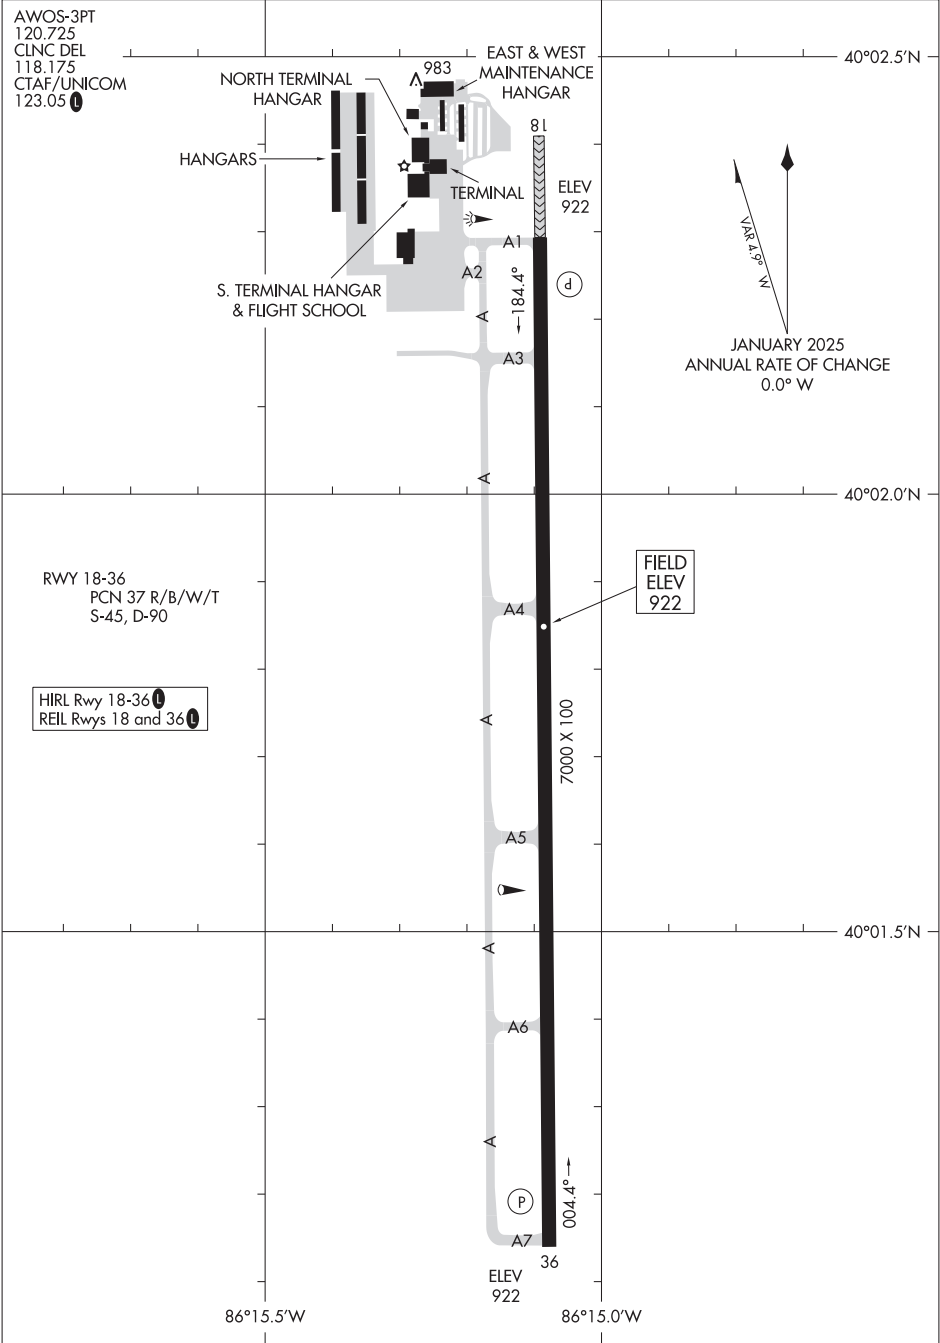 AWOS-3PT
120.725
CLNC DEL
118.175
CTAF/UNICOM
123.05 L
NORTH TERMINAL
HANGAR
983
EAST & WEST
MAINTENANCE
HANGAR
40°02.5'N
HANGARS
TERMINAL
18
ELEV
922
VAR 4.9° W
A1
A2
184.4°
P
S. TERMINAL HANGAR
& FLIGHT SCHOOL
A
A3
JANUARY 2025
ANNUAL RATE OF CHANGE
0.0° W
A
40°02.0'N
RWY 18-36
PCN 37 R/B/W/T
S-45, D-90
FIELD
ELEV
922
A4
HIRL Rwy 18-36 L
REIL Rwys 18 and 36 L
A
7000 X 100
A5
40°01.5'N
A
A6
A
004.4°
P
A7
36
ELEV
922
86°15.5'W
86°15.0'W